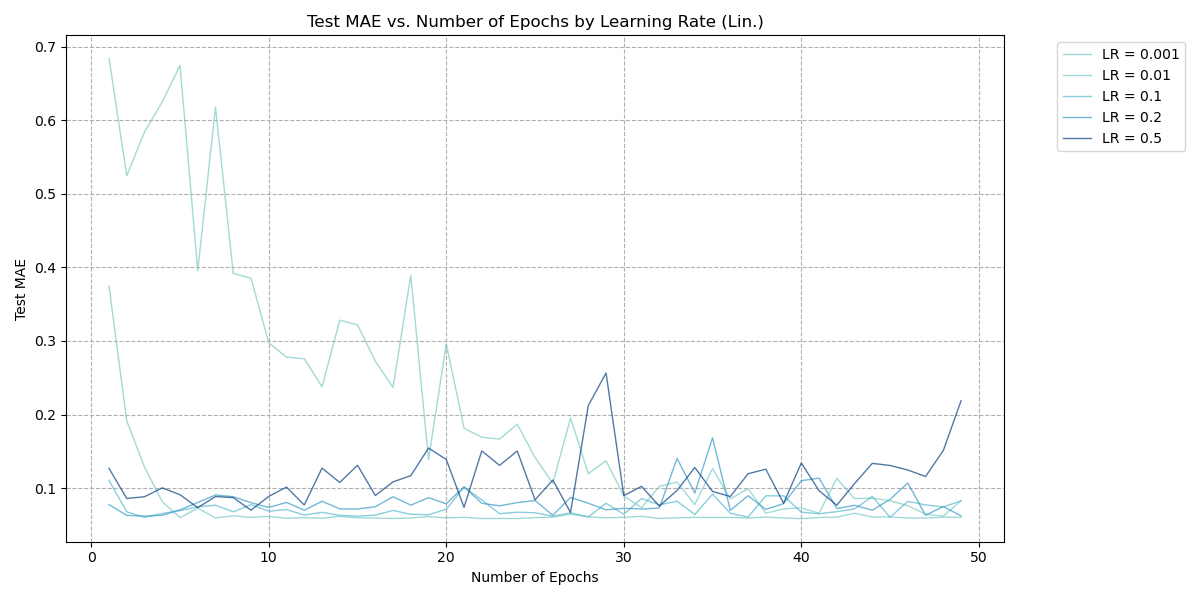 Test MAE vs. Number of Epochs by Learning Rate (Lin.)
Test MAE
0.7
0.6
0.5
0.4
0.3
0.2
0.1
0 10 20 30 40 50
Number of Epochs
LR = 0.001
LR = 0.01
LR = 0.1
LR = 0.2
LR = 0.5